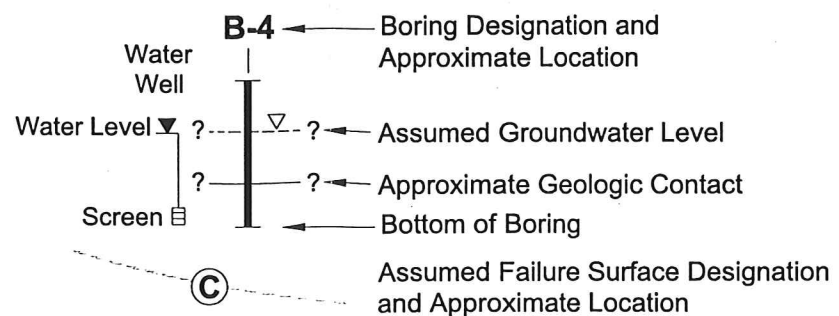 B-4
Boring Designation and
Approximate Location
Water
Well
Water Level
? ?
Assumed Groundwater Level
? ?
Approximate Geologic Contact
Screen
Bottom of Boring
C
Assumed Failure Surface Designation
and Approximate Location